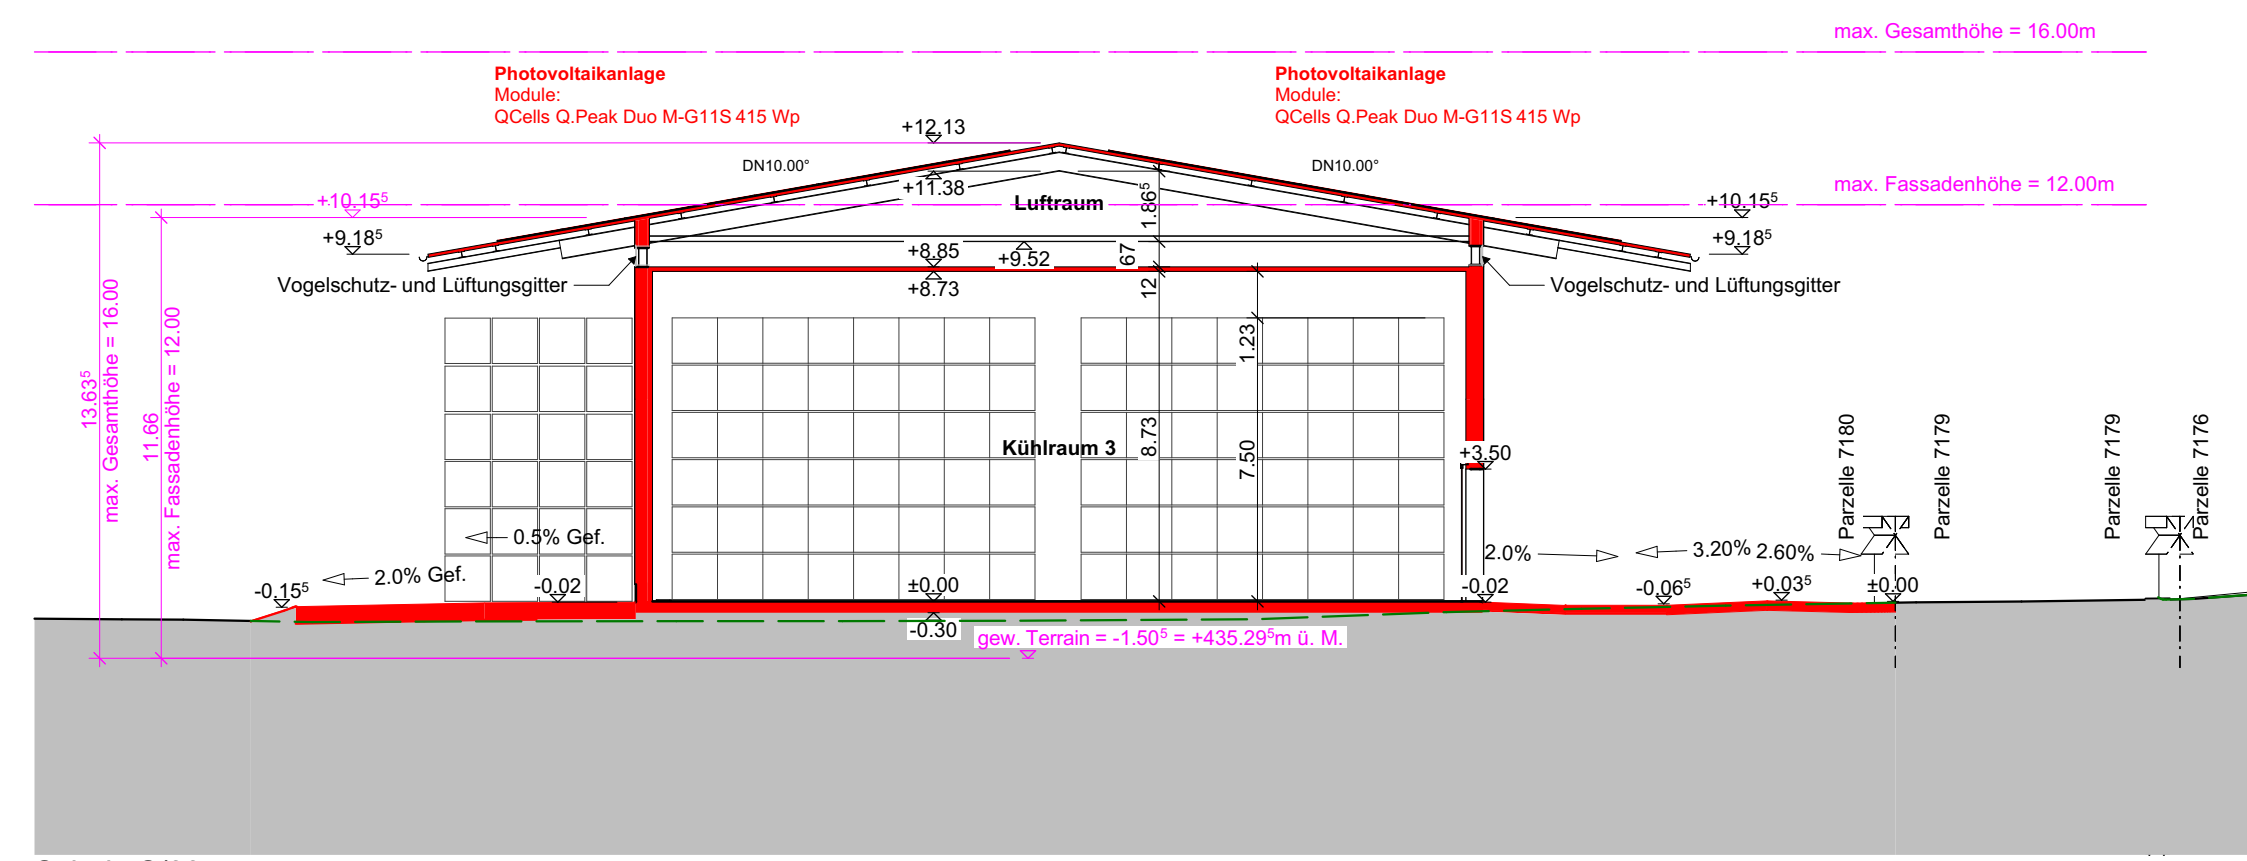 max. Gesamthöhe = 16.00m
Photovoltaikanlage
Module:
QCells Q.Peak Duo M-G11S 415 Wp
Photovoltaikanlage
Module:
QCells Q.Peak Duo M-G11S 415 Wp
+12.13
DN10.00°
DN10.00°
+11.38
max. Fassadenhöhe = 12.00m
+10.15⁵
Luftraum
1.86⁵
+10.15⁵
+9.18⁵
+9.18⁵
+8.85
+9.52
67
Vogelschutz- und Lüftungsgitter
+8.73
12
Vogelschutz- und Lüftungsgitter
13.63⁵
max. Gesamthöhe = 16.00
11.66
max. Fassadenhöhe = 12.00
1.23
Kühlraum 3
8.73
7.50
+3.50
Parzelle 7180
Parzelle 7179
Parzelle 7179
Parzelle 7176
0.5% Gef.
2.0% Gef.
2.0%
3.20%
2.60%
-0.15⁵
-0.02
±0.00
-0.02
-0.06⁵
+0.03⁵
±0.00
-0.30
gew. Terrain = -1.50⁵ = +435.29⁵m ü. M.